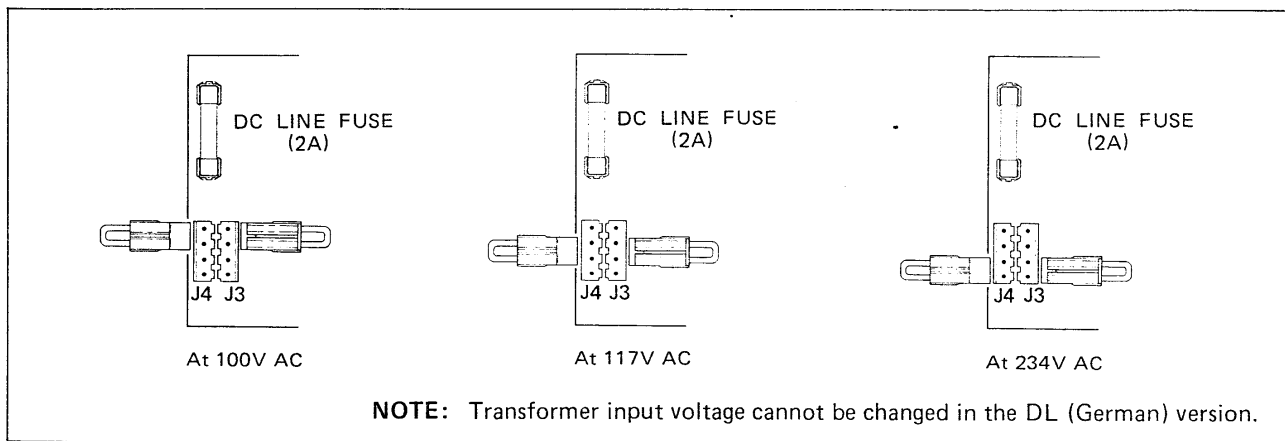 DC LINE FUSE
(2A)
J4 J3
At 100V AC
DC LINE FUSE
(2A)
J4 J3
At 117V AC
DC LINE FUSE
(2A)
J4 J3
At 234V AC
NOTE: Transformer input voltage cannot be changed in the DL (German) version.